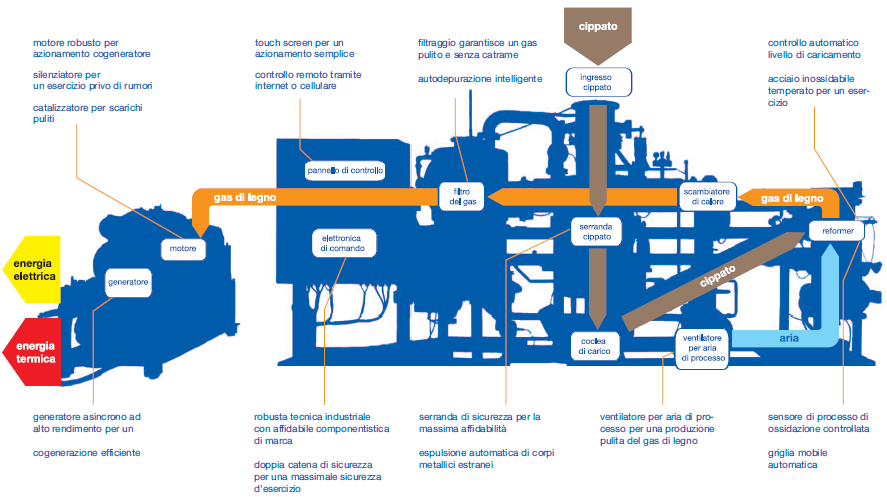 motore robusto per
azionamento cogeneratore
silenziatore per
un esercizio privo di rumori
catalizzatore per scarichi
puliti
touch screen per un
azionamento semplice
controllo remoto tramite
internet o cellulare
filtraggio garantisce un gas
pulito e senza catrame
autodepurazione intelligente
cippato
ingresso
cippato
controllo automatico
livello di caricamento
acciaio inossidabile
temperato per un eser-
cizio
pannello di controllo
gas di legno
filtro
del gas
scambiatore
di calore
gas di legno
motore
elettronica
di comando
serranda
cippato
reformer
energia
elettrica
generatore
cippato
energia
termica
coclea
di carico
ventilatore
per aria
di processo
aria
generatore asincrono ad
alto rendimento per un
cogenerazione efficiente
robusta tecnica industriale
con affidabile componentistica
di marca
doppia catena di sicurezza
per una massimale sicurezza
d'esercizio
serranda di sicurezza per la
massima affidabilità
espulsione automatica di corpi
metallici estranei
ventilatore per aria di pro-
cesso per una produzione
pulita del gas di legno
sensore di processo di
ossidazione controllata
griglia mobile
automatica